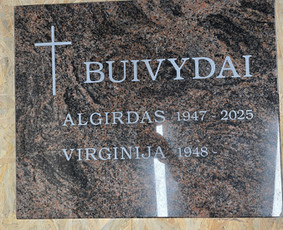 BUIVYDAI
ALGIRDAS 1947 - 2025
VIRGINIJA 1948 -